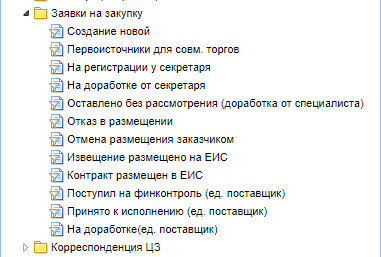 Заявки на закупку
Создание новой
Первоисточники для совм. торгов
На регистрации у секретаря
На доработке от секретаря
Оставлено без рассмотрения (доработка от специалиста)
Отказ в размещении
Отмена размещения заказчиком
Извещение размещено на ЕИС
Контракт размещен в ЕИС
Поступил на финконтроль (ед. поставщик)
Принято к исполнению (ед. поставщик)
На доработке(ед. поставщик)
Корреспонденция ЦЗ